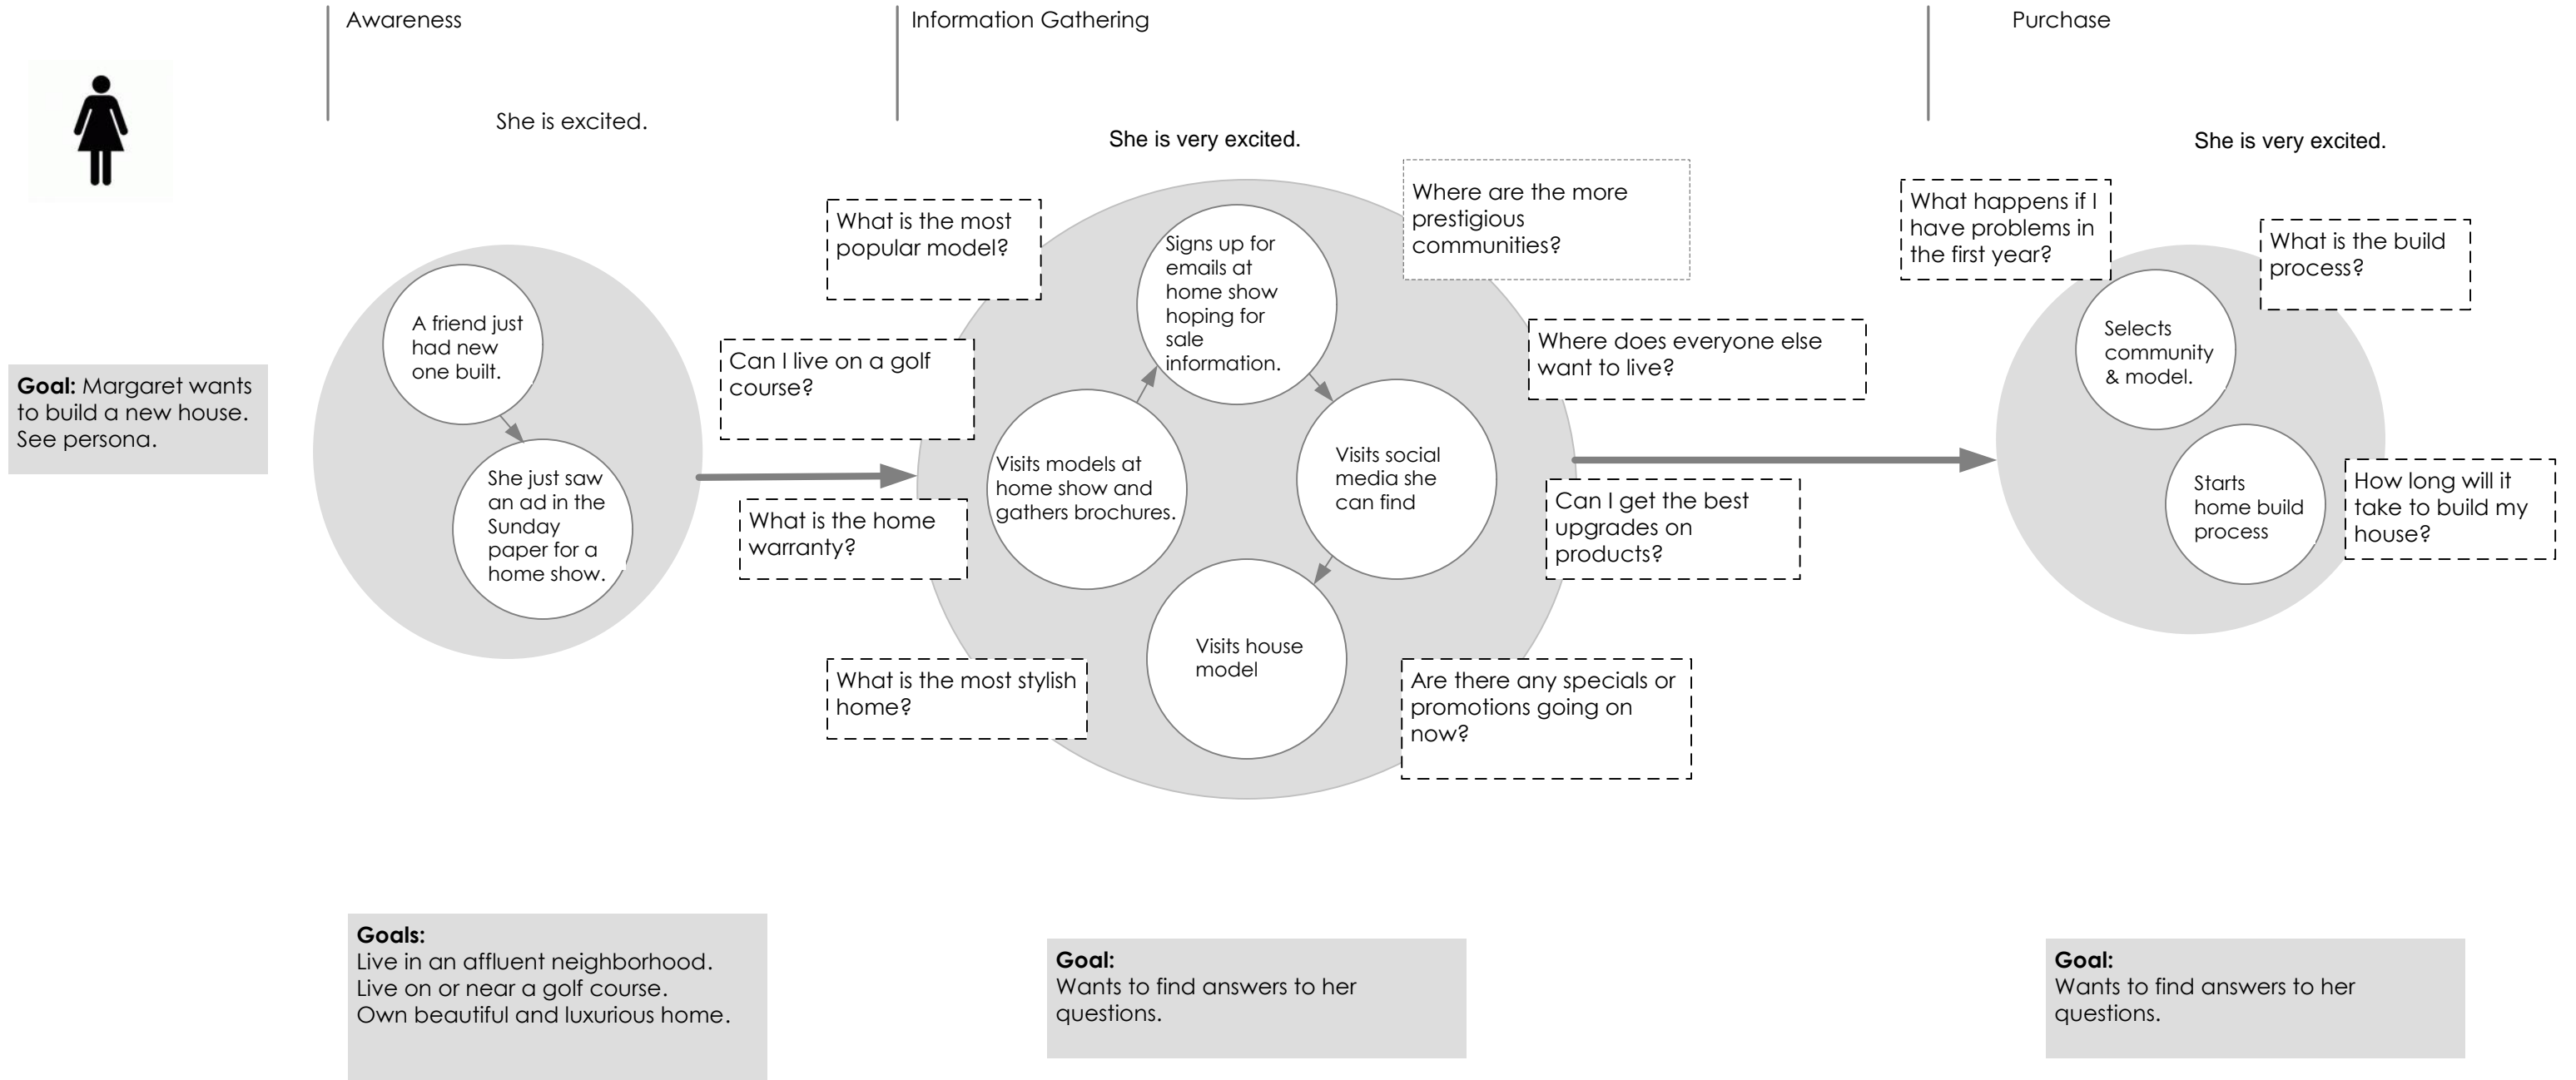 Awareness
Information Gathering
Purchase
She is excited.
She is very excited.
She is very excited.
Goal: Margaret wants
to build a new house.
See persona.
A friend just
had new
one built.
She just saw
an ad in the
Sunday
paper for a
home show.
What is the most
popular model?
Can I live on a golf
course?
What is the home
warranty?
What is the most stylish
home?
Visits models at
home show and
gathers brochures.
Signs up for
emails at
home show
hoping for
sale
information.
Visits social
media she
can find
Visits house
model
Where are the more
prestigious
communities?
Where does everyone else
want to live?
Can I get the best
upgrades on
products?
Are there any specials or
promotions going on
now?
What happens if I
have problems in
the first year?
What is the build
process?
Selects
community
& model.
Starts
home build
process
How long will it
take to build my
house?
Goals:
Live in an affluent neighborhood.
Live on or near a golf course.
Own beautiful and luxurious home.
Goal:
Wants to find answers to her
questions.
Goal:
Wants to find answers to her
questions.